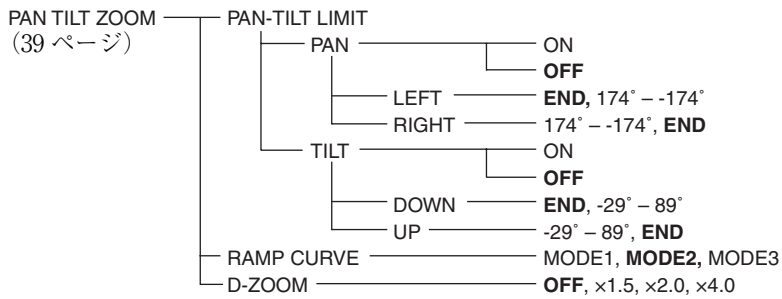 PAN TILT ZOOM PAN-TILT LIMIT
(39 ページ) PAN ON
OFF
LEFT END, 174° – -174°
RIGHT 174° – -174°, END
TILT ON
OFF
DOWN END, -29° – 89°
UP -29° – 89°, END
RAMP CURVE MODE1, MODE2, MODE3
D-ZOOM OFF, ×1.5, ×2.0, ×4.0